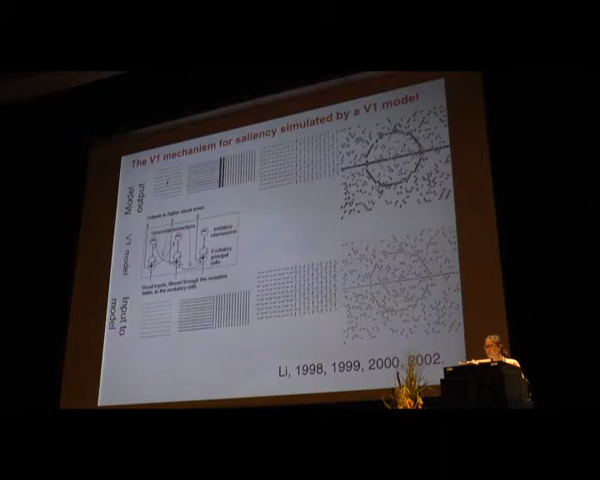 The V1 mechanism for saliency simulated by a V1 model
Model
output
Outputs to higher visual areas
V1 model
Inhibitory
interneurons
Excitatory
principal
cells
Visual inputs, filtered through the receptive
fields, to the excitatory cells
Input to
model
Li, 1998, 1999, 2000, 2002.